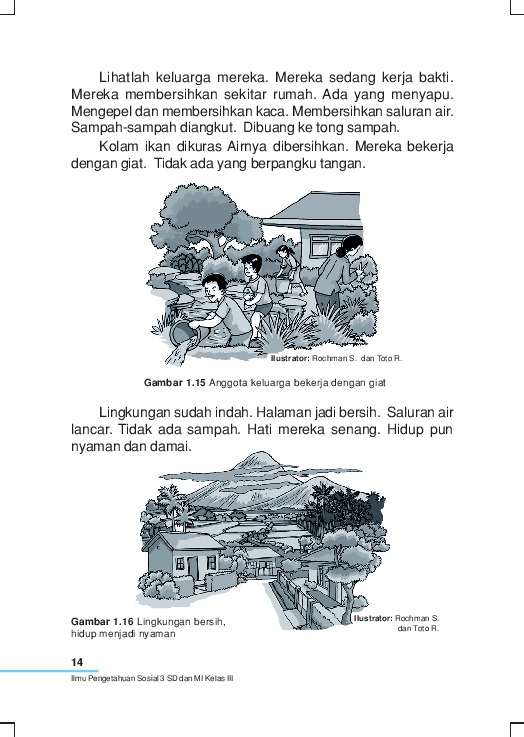 Lihatlah keluarga mereka. Mereka sedang kerja bakti.
Mereka membersihkan sekitar rumah. Ada yang menyapu.
Mengepel dan membersihkan kaca. Membersihkan saluran air.
Sampah-sampah diangkut. Dibuang ke tong sampah.
Kolam ikan dikuras Airnya dibersihkan. Mereka bekerja
dengan giat. Tidak ada yang berpangku tangan.
Ilustrator: Rochman S. dan Toto R.
Gambar 1.15 Anggota keluarga bekerja dengan giat
Lingkungan sudah indah. Halaman jadi bersih. Saluran air
lancar. Tidak ada sampah. Hati mereka senang. Hidup pun
nyaman dan damai.
Gambar 1.16 Lingkungan bersih,
hidup menjadi nyaman
Ilustrator: Rochman S.
dan Toto R.
14
Ilmu Pengetahuan Sosial 3 SD dan MI Kelas III